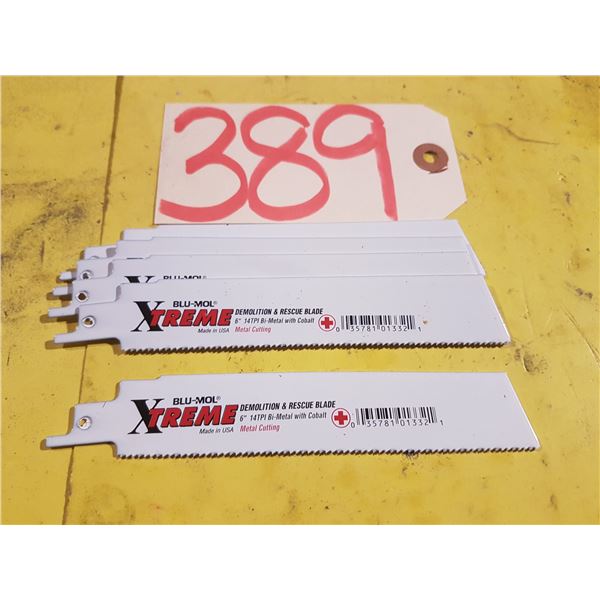 389
BLU-MOL®
XTREME
Made in USA
DEMOLITION & RESCUE BLADE
6" 14TPI Bi-Metal with Cobalt
Metal Cutting
0 35781 01332 1
BLU-MOL®
XTREME
Made in USA
DEMOLITION & RESCUE BLADE
6" 14TPI Bi-Metal with Cobalt
Metal Cutting
0 35781 01332 1